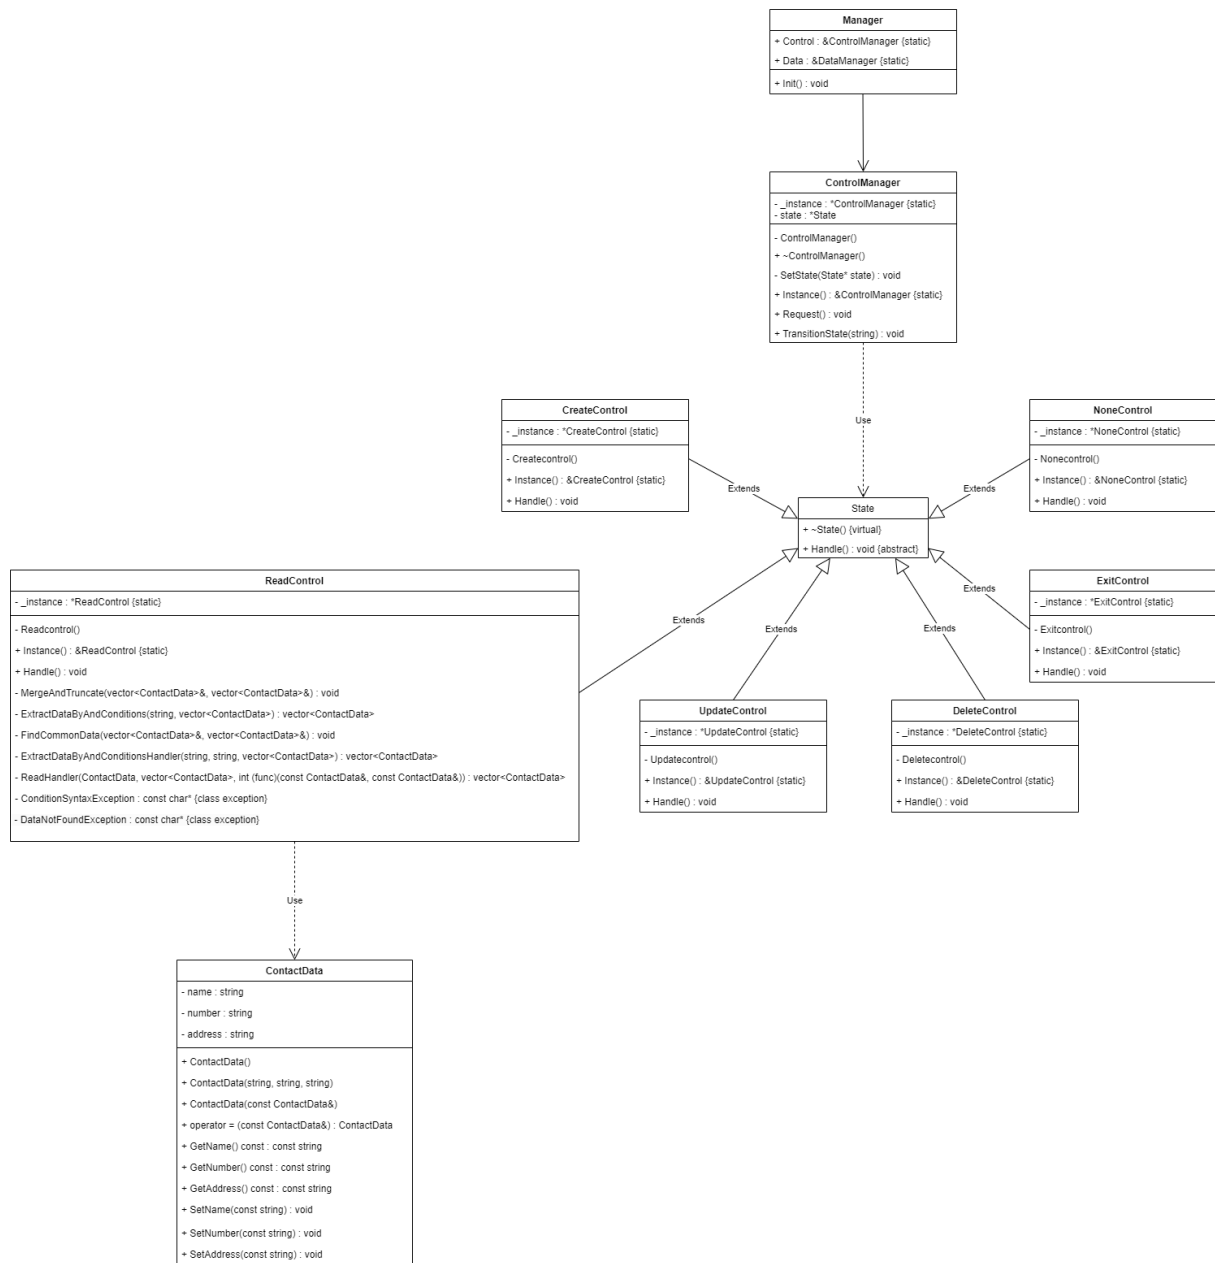 Manager
+ Control : &ControlManager {static}
+ Data : &DataManager {static}
+ Init() : void
ControlManager
- _instance : *ControlManager {static}
- state : *State
- ControlManager()
+ ~ControlManager()
- SetState(State* state) : void
+ Instance() : &ControlManager {static}
+ Request() : void
+ TransitionState(string) : void
Use
CreateControl
- _instance : *CreateControl {static}
- Createcontrol()
+ Instance() : &CreateControl {static}
+ Handle() : void
Extends
NoneControl
- _instance : *NoneControl {static}
- Nonecontrol()
+ Instance() : &NoneControl {static}
+ Handle() : void
Extends
State
+ ~State() {virtual}
+ Handle() : void {abstract}
ReadControl
- _instance : *ReadControl {static}
- Readcontrol()
+ Instance() : &ReadControl {static}
+ Handle() : void
- MergeAndTruncate(vector<ContactData>&, vector<ContactData>&) : void
- ExtractDataByAndConditions(string, vector<ContactData>) : vector<ContactData>
- FindCommonData(vector<ContactData>&, vector<ContactData>&) : void
- ExtractDataByAndConditionsHandler(string, string, vector<ContactData>) : vector<ContactData>
- ReadHandler(ContactData, vector<ContactData>, int (func)(const ContactData&, const ContactData&)) : vector<ContactData>
- ConditionSyntaxException : const char* {class exception}
- DataNotFoundException : const char* {class exception}
Extends
Extends
Extends
Extends
ExitControl
- _instance : *ExitControl {static}
- Exitcontrol()
+ Instance() : &ExitControl {static}
+ Handle() : void
UpdateControl
- _instance : *UpdateControl {static}
- Updatecontrol()
+ Instance() : &UpdateControl {static}
+ Handle() : void
DeleteControl
- _instance : *DeleteControl {static}
- Deletecontrol()
+ Instance() : &DeleteControl {static}
+ Handle() : void
Use
ContactData
- name : string
- number : string
- address : string
+ ContactData()
+ ContactData(string, string, string)
+ ContactData(const ContactData&)
+ operator = (const ContactData&) : ContactData
+ GetName() const : const string
+ GetNumber() const : const string
+ GetAddress() const : const string
+ SetName(const string) : void
+ SetNumber(const string) : void
+ SetAddress(const string) : void